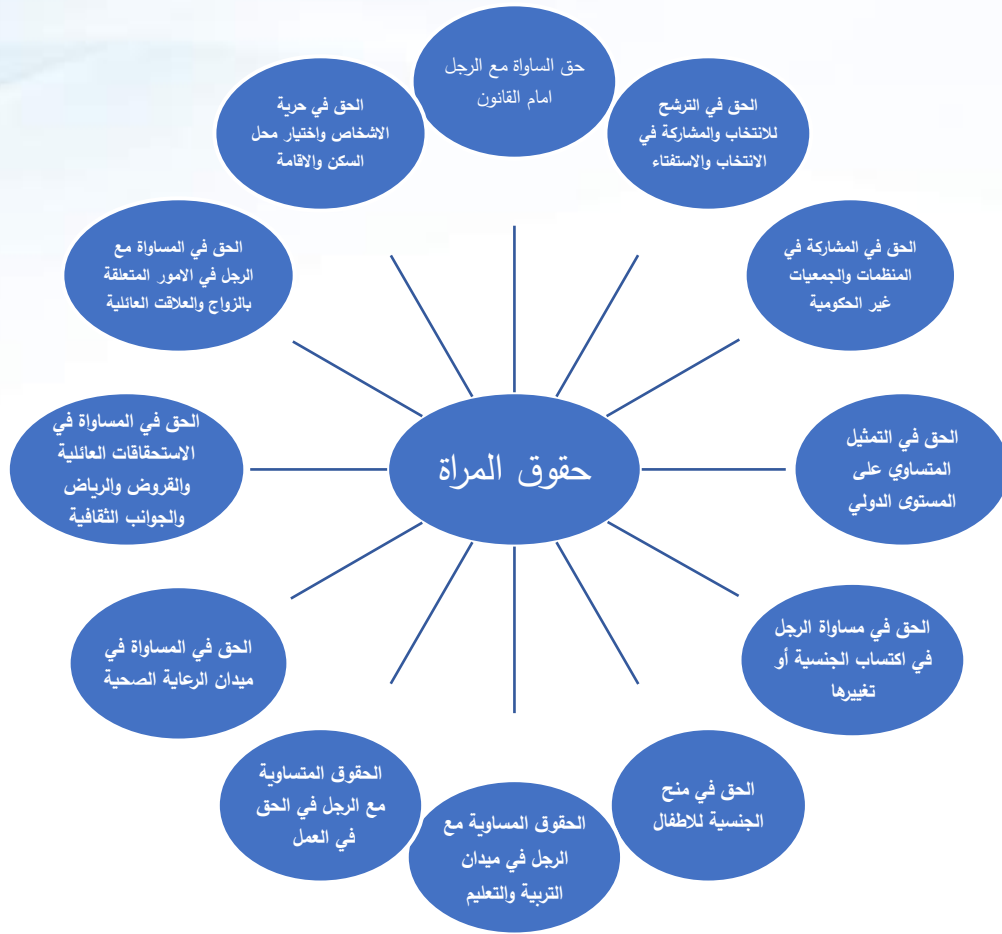 حق الساواة مع الرجل
امام القانون
الحق في الترشح
للانتخاب والمشاركة في
الانتخاب والاستفتاء
الحق في المشاركة في
المنظمات والجمعيات
غير الحكومية
الحق في التمثيل
المتساوي على
المستوى الدولي
الحق في مساواة الرجل
في اكتساب الجنسية أو
تغييرها
الحق في منح
الجنسية للاطفال
الحقوق المساوية مع
الرجل في ميدان
التربية والتعليم
الحقوق المتساوية
مع الرجل في الحق
في العمل
الحق في المساواة في
ميدان الرعاية الصحية
الحق في المساواة في
الاستحقاقات العائلية
والقروض والرياض
والجوانب الثقافية
الحق في المساواة مع
الرجل في الامور المتعلقة
بالزواج والعلاقت العائلية
الحق في حرية
الاشخاص واختيار محل
السكن والاقامة
حقوق المراة